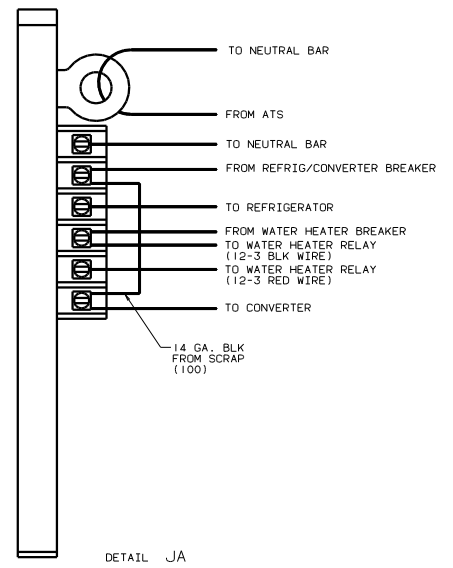 TO NEUTRAL BAR
FROM ATS
TO NEUTRAL BAR
FROM REFRIG/CONVERTER BREAKER
TO REFRIGERATOR
FROM WATER HEATER BREAKER
TO WATER HEATER RELAY
(12-3 BLK WIRE)
TO WATER HEATER RELAY
(12-3 RED WIRE)
TO CONVERTER
14 GA. BLK
FROM SCRAP
(100)
DETAIL JA